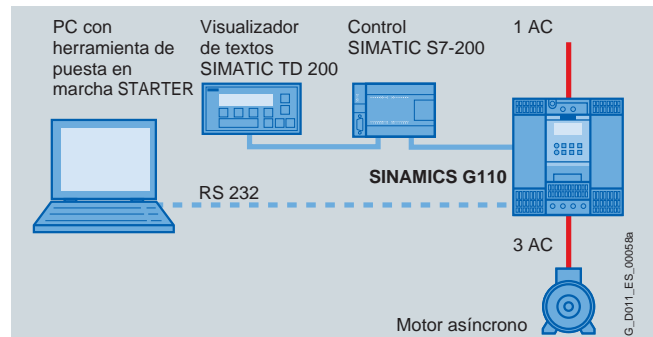 PC con
herramienta de
puesta en
marcha STARTER
Visualizador
de textos
SIMATIC TD 200
Control
SIMATIC S7-200
1 AC
SINAMICS G110
RS 232
3 AC
Motor asíncrono
G_D011_ES_00058a